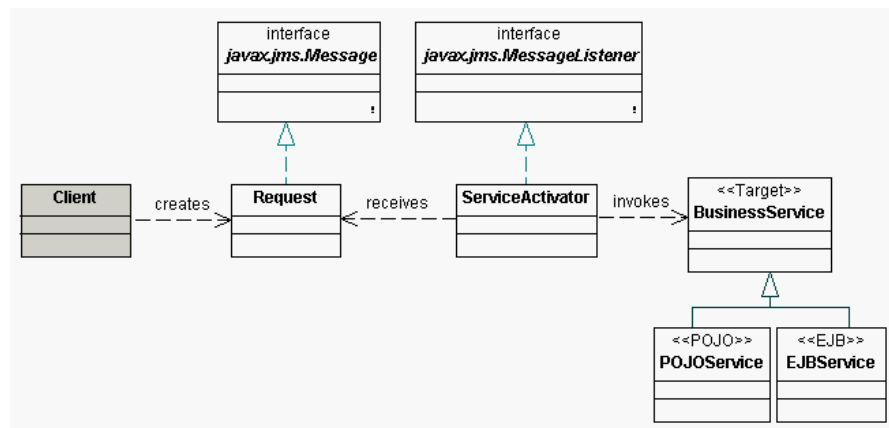 interface
javax.jms.Message
!
interface
javax.jms.MessageListener
!
Client
creates
Request
receives
ServiceActivator
invokes
<<Target>>
BusinessService
<<POJO>>
POJOService
<<EJB>>
EJBService